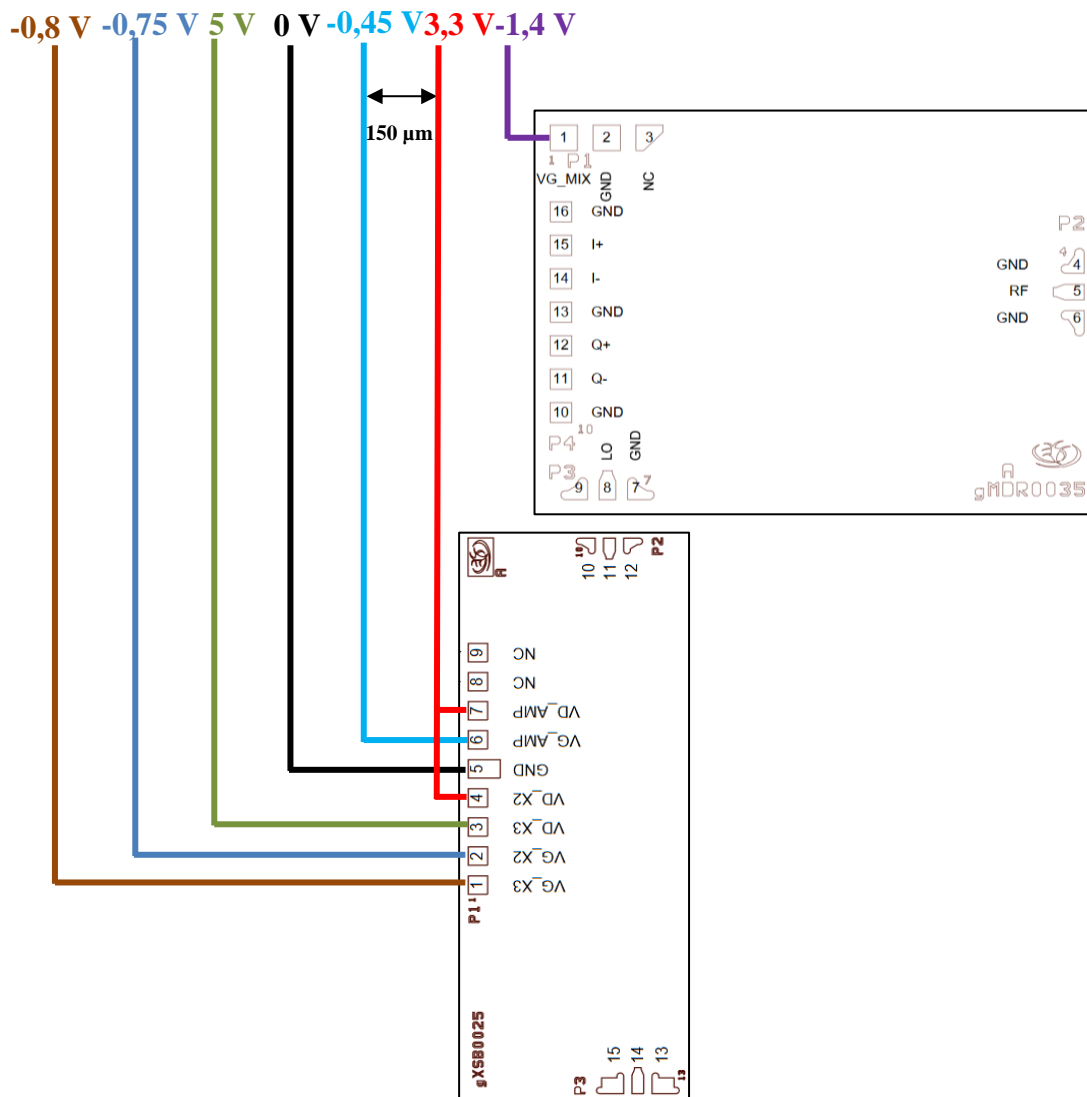 -0,8 V -0,75 V 5 V 0 V -0,45 V 3,3 V -1,4 V
150 µm
1 2 3
1 P1
VG_MIX GND NC
16 GND
15 I+
14 I-
13 GND
12 Q+
11 Q-
10 GND
P4 10 LO GND
P3 9 8 7 7
P2
4
GND 4
RF 5
GND 6
A
gMDR0035
A
10 P2
10 11 12
9 NC
8 NC
7 VD_AMP
6 VG_AMP
5 GND
4 VD_X2
3 VD_X3
2 VG_X2
1 VG_X3
P1 1
gXSB0025
15 14 13
P3 13